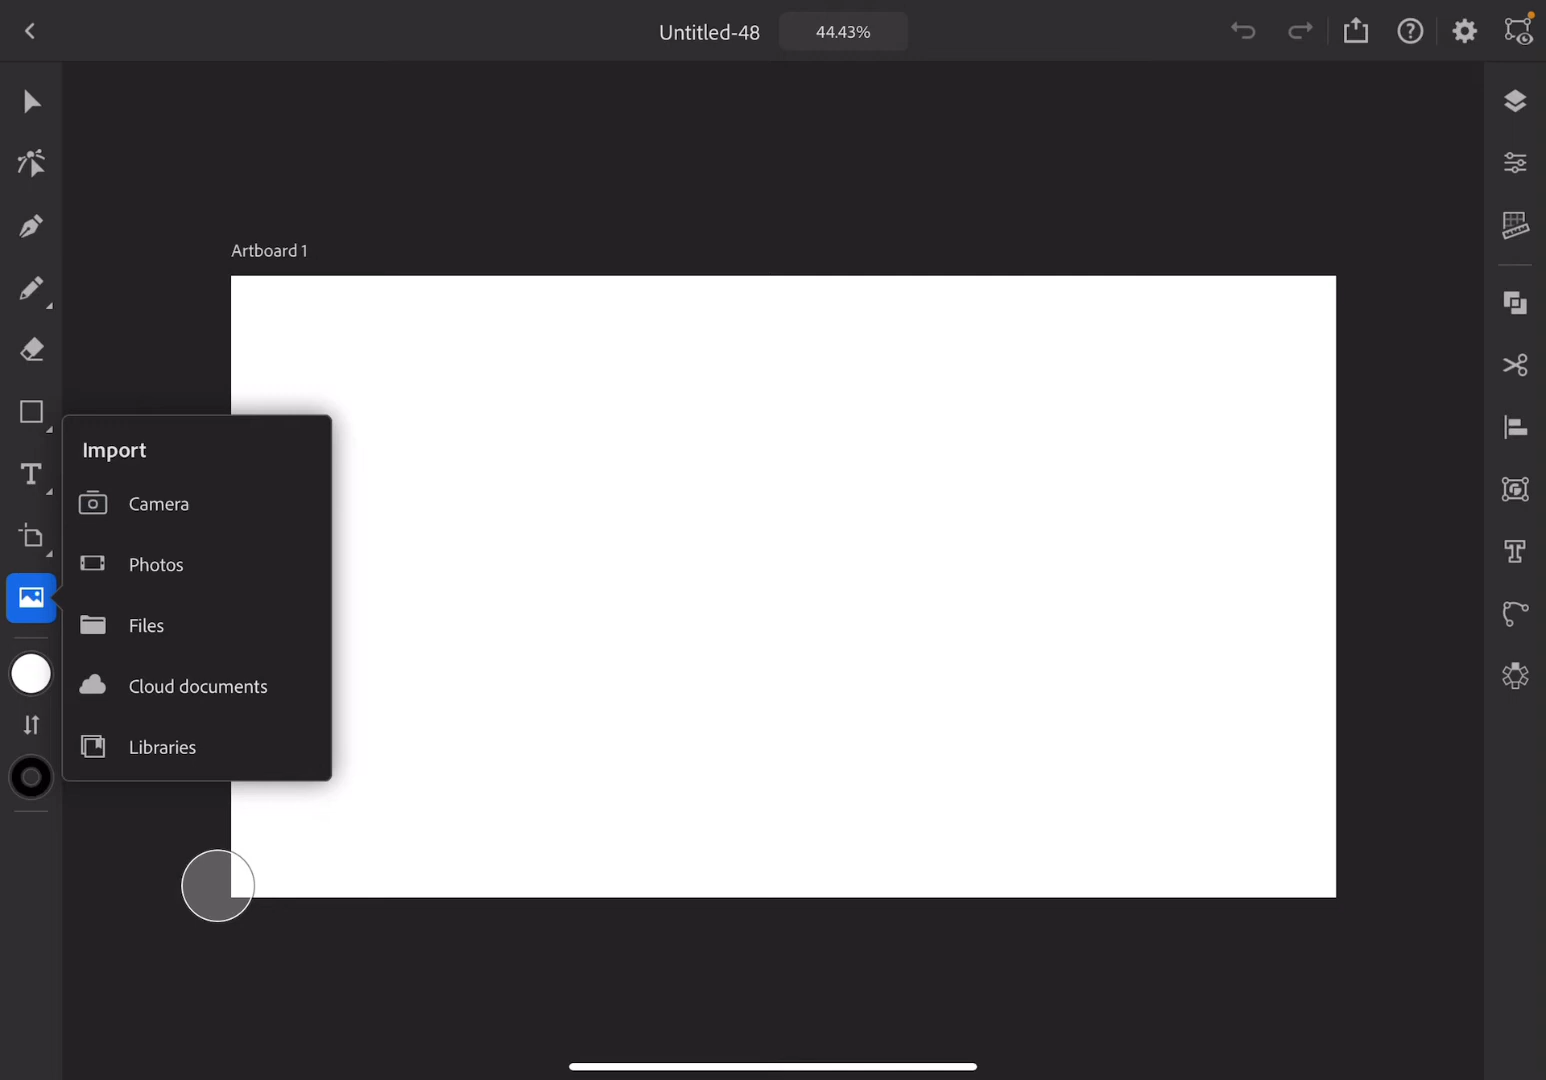 Untitled-48
44.43%
Artboard 1
Import
Camera
Photos
Files
Cloud documents
Libraries